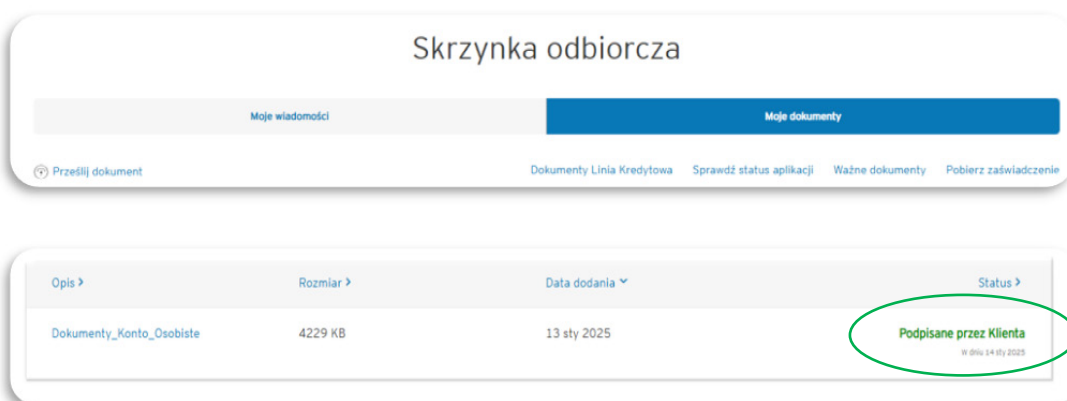 Skrzynka odbiorcza
Moje wiadomości Moje dokumenty
Prześlij dokument Dokumenty Linia Kredytowa Sprawdź status aplikacji Ważne dokumenty Pobierz zaświadczenie
Opis Rozmiar Data dodania Status
Dokumenty_Konto_Osobiste 4229 KB 13 sty 2025 Podpisane przez Klienta
W dniu 14 sty 2025